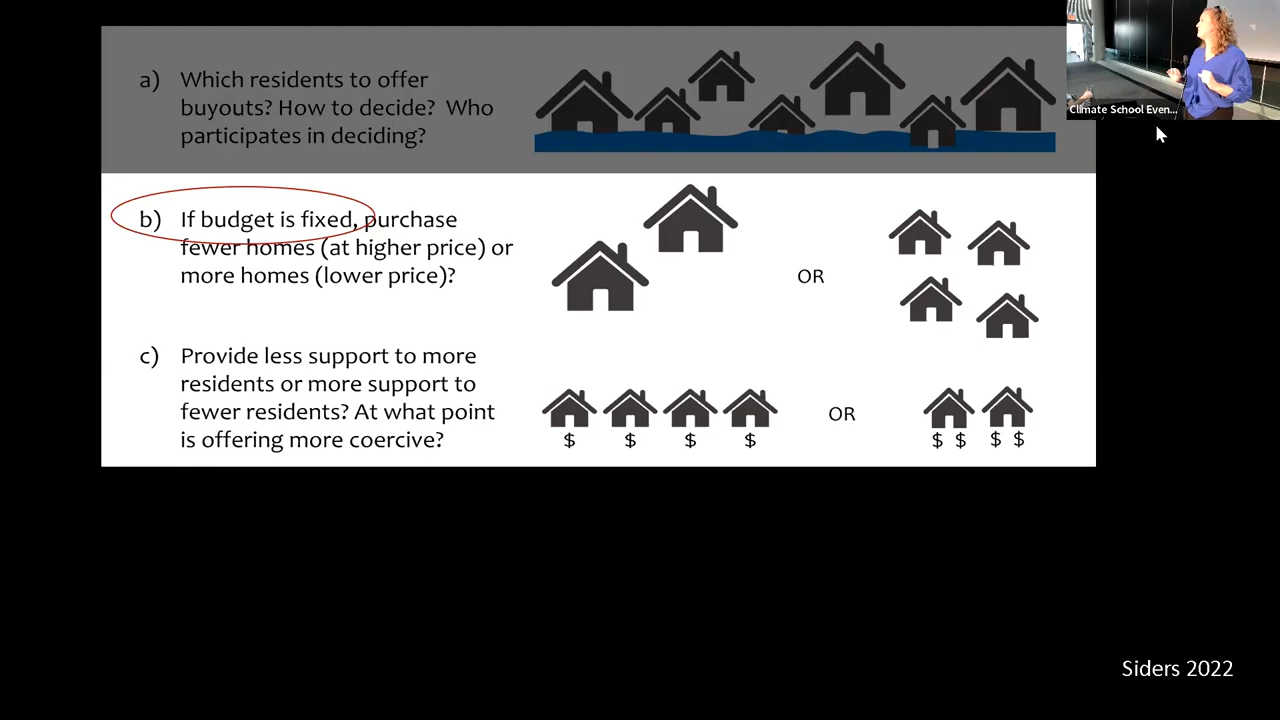 a) Which residents to offer
buyouts? How to decide? Who
participates in deciding?
b) If budget is fixed, purchase
fewer homes (at higher price) or
more homes (lower price)?
OR
c) Provide less support to more
residents or more support to
fewer residents? At what point
is offering more coercive?
OR
$ $ $ $ $ $ $ $
Climate School Even...
Siders 2022